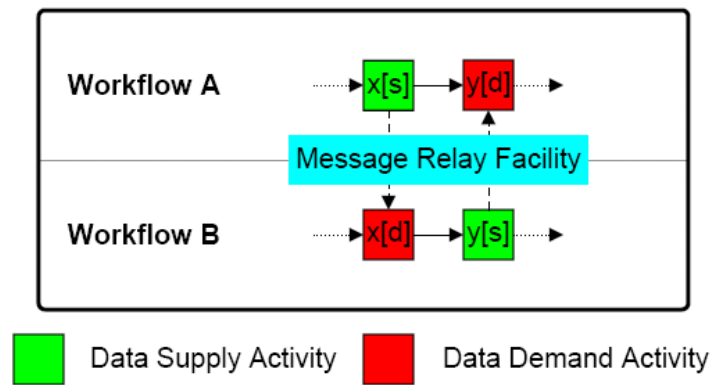 Workflow A
x[s]
y[d]
Message Relay Facility
Workflow B
x[d]
y[s]
Data Supply Activity
Data Demand Activity